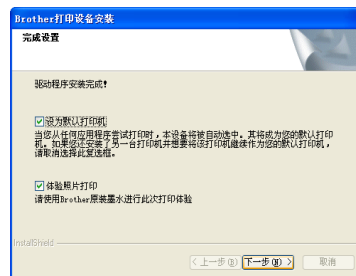 Brother打印设备安装
完成设置
驱动程序安装完成!
设为默认打印机
当您从任何应用程序尝试打印时，本设备将被自动选中。其将成为您的默认打印
机。如果您还安装了另一台打印机并想要将该打印机继续作为您的默认打印机，
请取消选择此复选框。
体验照片打印
请使用Brother原装墨水进行此次打印体验
InstallShield
< 上一步(B)
下一步(N) >
取消